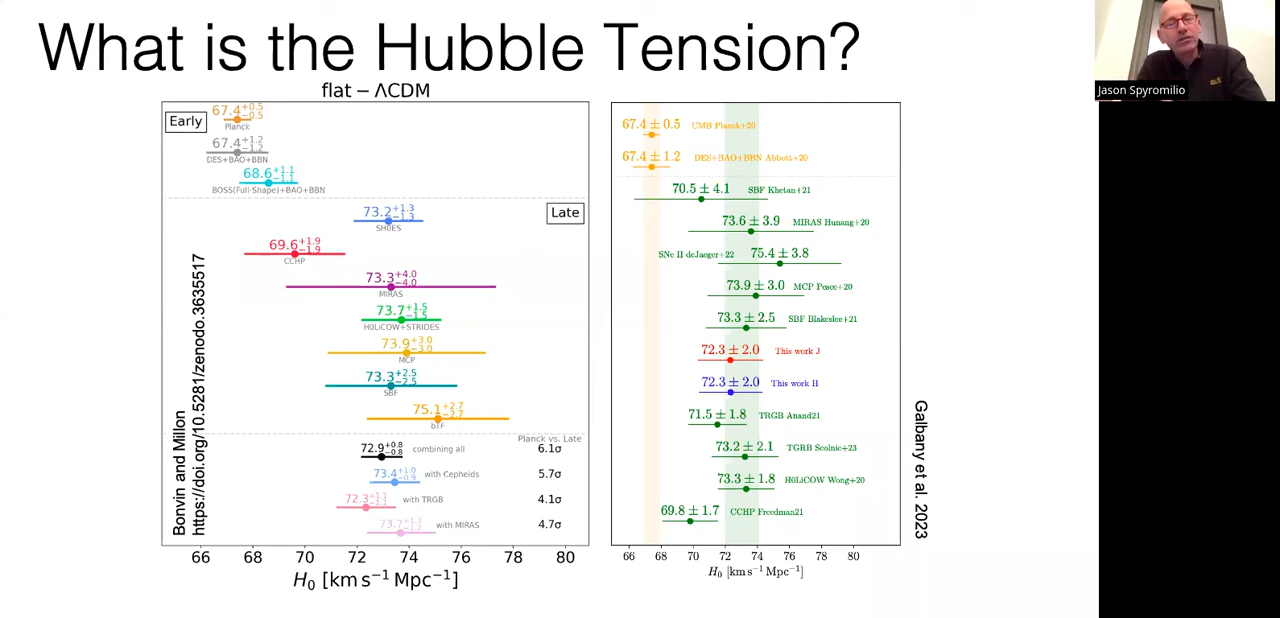 What is the Hubble Tension?
flat − ΛCDM
Early
67.4+0.5−0.5
Planck
67.4+1.2−1.2
DES+BAO+BBN
68.6+1.1−1.1
BOSS(Full-Shape)+BAO+BBN
Late
73.2+1.3−1.3
SH0ES
69.6+1.9−1.9
CCHP
73.3+4.0−4.0
MIRAS
73.7+1.5−1.5
H0LiCOW+STRIDES
73.9+3.0−3.0
MCP
73.3+2.5−2.5
SBF
75.1+2.7−2.7
bTF
Planck vs. Late
72.9+0.8−0.8 combining all 6.1σ
73.4+1.0−0.9 with Cepheids 5.7σ
72.3 with TRGB 4.1σ
73.7 with MIRAS 4.7σ
66 68 70 72 74 76 78 80
H0 [km s−1 Mpc−1]
Bonvin and Millon
https://doi.org/10.5281/zenodo.3635517
67.4 ± 0.5 CMB Planck+20
67.4 ± 1.2 DES+BAO+BBN Abbott+20
70.5 ± 4.1 SBF Khetan+21
73.6 ± 3.9 MIRAS Hunang+20
SNe II deJaeger+22 75.4 ± 3.8
73.9 ± 3.0 MCP Pesce+20
73.3 ± 2.5 SBF Blakeslee+21
72.3 ± 2.0 This work J
72.3 ± 2.0 This work H
71.5 ± 1.8 TRGB Anand21
73.2 ± 2.1 TGRB Scolnic+23
73.3 ± 1.8 H0LiCOW Wong+20
69.8 ± 1.7 CCHP Freedman21
66 68 70 72 74 76 78 80
H0 [km s−1 Mpc−1]
Galbany et al. 2023
Jason Spyromilio